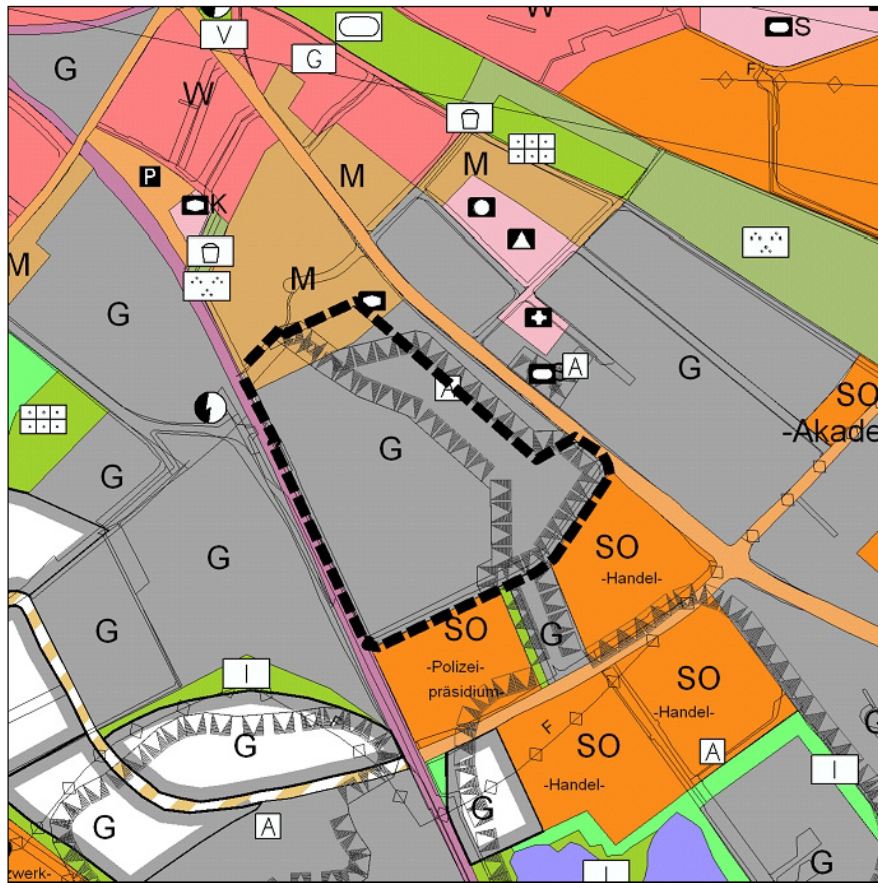 W
S
V
G
G
F
W
M
M
P
K
M
M
G
G
A
A
SO
-Akade
G
G
G
SO
-Handel-
G
SO
G
-Polizei-
präsidium-
I
SO
-Handel-
G
F
SO
A
G
I
-Handel-
G
G
A
G
I
zwerk-